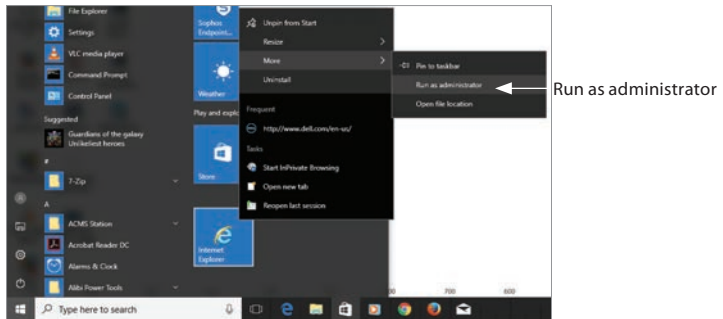 File Explorer
Settings
VLC media player
Command Prompt
Control Panel
Suggested
Guardians of the galaxy
Unlikeliest heroes
#
7-Zip
A
ACMS Station
Acrobat Reader DC
Alarms & Clock
Alibi Power Tools
Type here to search
Sophos
Endpoint...
Weather
Play and explo
Store
Internet
Explorer
Unpin from Start
Resize
More
Uninstall
Frequent
http://www.dell.com/en-us/
Tasks
Start InPrivate Browsing
Open new tab
Reopen last session
Pin to taskbar
Run as administrator
Open file location
Run as administrator
700
600